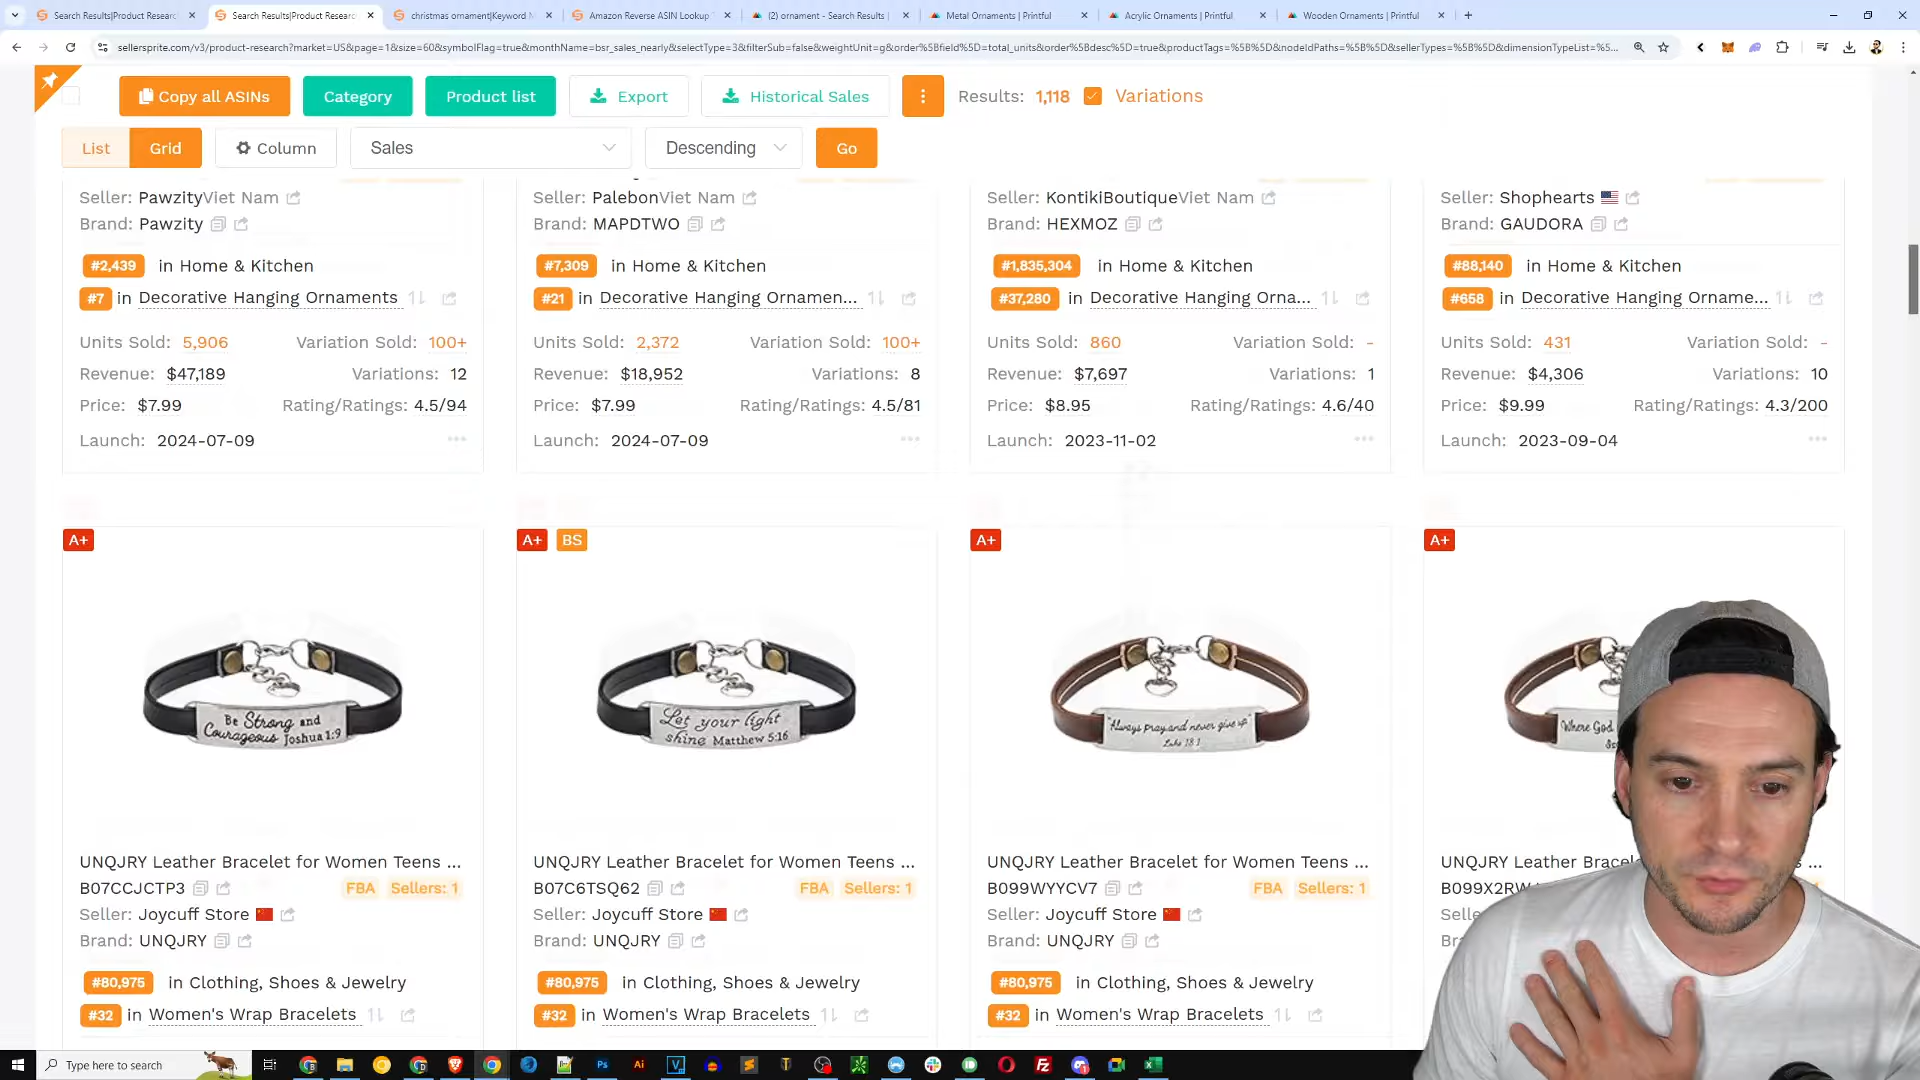 Search Results|Product Research
Search Results|Product Resear
christmas ornament|Keyword M
Amazon Reverse ASIN Lookup
(2) ornament - Search Results |
Metal Ornaments | Printful
Acrylic Ornaments | Printful
Wooden Ornaments | Printful
sellersprite.com/v3/product-research?market=US&page=1&size=60&symbolFlag=true&monthName=bsr_sales_nearly&selectType=3&filterSub=false&weightUnit=g&order%5Bfield%5D=total_units&order%5Bdesc%5D=true&productTags=%5B%5D&nodeIdPaths=%5B%5D&sellerTypes=%5B%5D&dimensionTypeList=%5...
Copy all ASINs Category Product list Export Historical Sales Results: 1,118 Variations
List Grid Column Sales Descending Go
Seller: PawzityViet Nam
Brand: Pawzity
#2,439 in Home & Kitchen
#7 in Decorative Hanging Ornaments
Units Sold: 5,906 Variation Sold: 100+
Revenue: $47,189 Variations: 12
Price: $7.99 Rating/Ratings: 4.5/94
Launch: 2024-07-09
Seller: PalebonViet Nam
Brand: MAPDTWO
#7,309 in Home & Kitchen
#21 in Decorative Hanging Ornamen...
Units Sold: 2,372 Variation Sold: 100+
Revenue: $18,952 Variations: 8
Price: $7.99 Rating/Ratings: 4.5/81
Launch: 2024-07-09
Seller: KontikiBoutiqueViet Nam
Brand: HEXMOZ
#1,835,304 in Home & Kitchen
#37,280 in Decorative Hanging Orna...
Units Sold: 860 Variation Sold: -
Revenue: $7,697 Variations: 1
Price: $8.95 Rating/Ratings: 4.6/40
Launch: 2023-11-02
Seller: Shophearts
Brand: GAUDORA
#88,140 in Home & Kitchen
#658 in Decorative Hanging Orname...
Units Sold: 431 Variation Sold: -
Revenue: $4,306 Variations: 10
Price: $9.99 Rating/Ratings: 4.3/200
Launch: 2023-09-04
A+
Be Strong and
Courageous Joshua 1:9
UNQJRY Leather Bracelet for Women Teens ...
B07CCJCTP3 FBA Sellers: 1
Seller: Joycuff Store
Brand: UNQJRY
#80,975 in Clothing, Shoes & Jewelry
#32 in Women's Wrap Bracelets
A+ BS
Let your light
shine Matthew 5:16
UNQJRY Leather Bracelet for Women Teens ...
B07C6TSQ62 FBA Sellers: 1
Seller: Joycuff Store
Brand: UNQJRY
#80,975 in Clothing, Shoes & Jewelry
#32 in Women's Wrap Bracelets
A+
"Always pray and never give up"
Luke 18:1
UNQJRY Leather Bracelet for Women Teens ...
B099WYYCV7 FBA Sellers: 1
Seller: Joycuff Store
Brand: UNQJRY
#80,975 in Clothing, Shoes & Jewelry
#32 in Women's Wrap Bracelets
A+
Where God
UNQJRY Leather Bracele
B099X2RW
Selle
Br
Type here to search